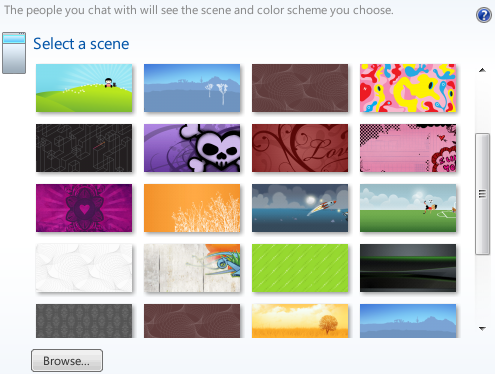 The people you chat with will see the scene and color scheme you choose.
Select a scene
Love
Browse...